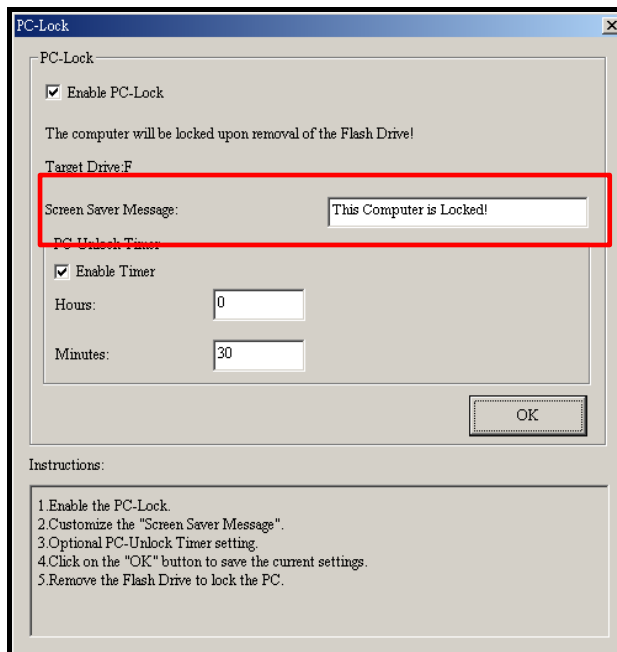 PC-Lock
PC-Lock
Enable PC-Lock
The computer will be locked upon removal of the Flash Drive!
Target Drive:F
Screen Saver Message: This Computer is Locked!
PC-Unlock Timer
Enable Timer
Hours: 0
Minutes: 30
OK
Instructions:
1.Enable the PC-Lock.
2.Customize the "Screen Saver Message".
3.Optional PC-Unlock Timer setting.
4.Click on the "OK" button to save the current settings.
5.Remove the Flash Drive to lock the PC.